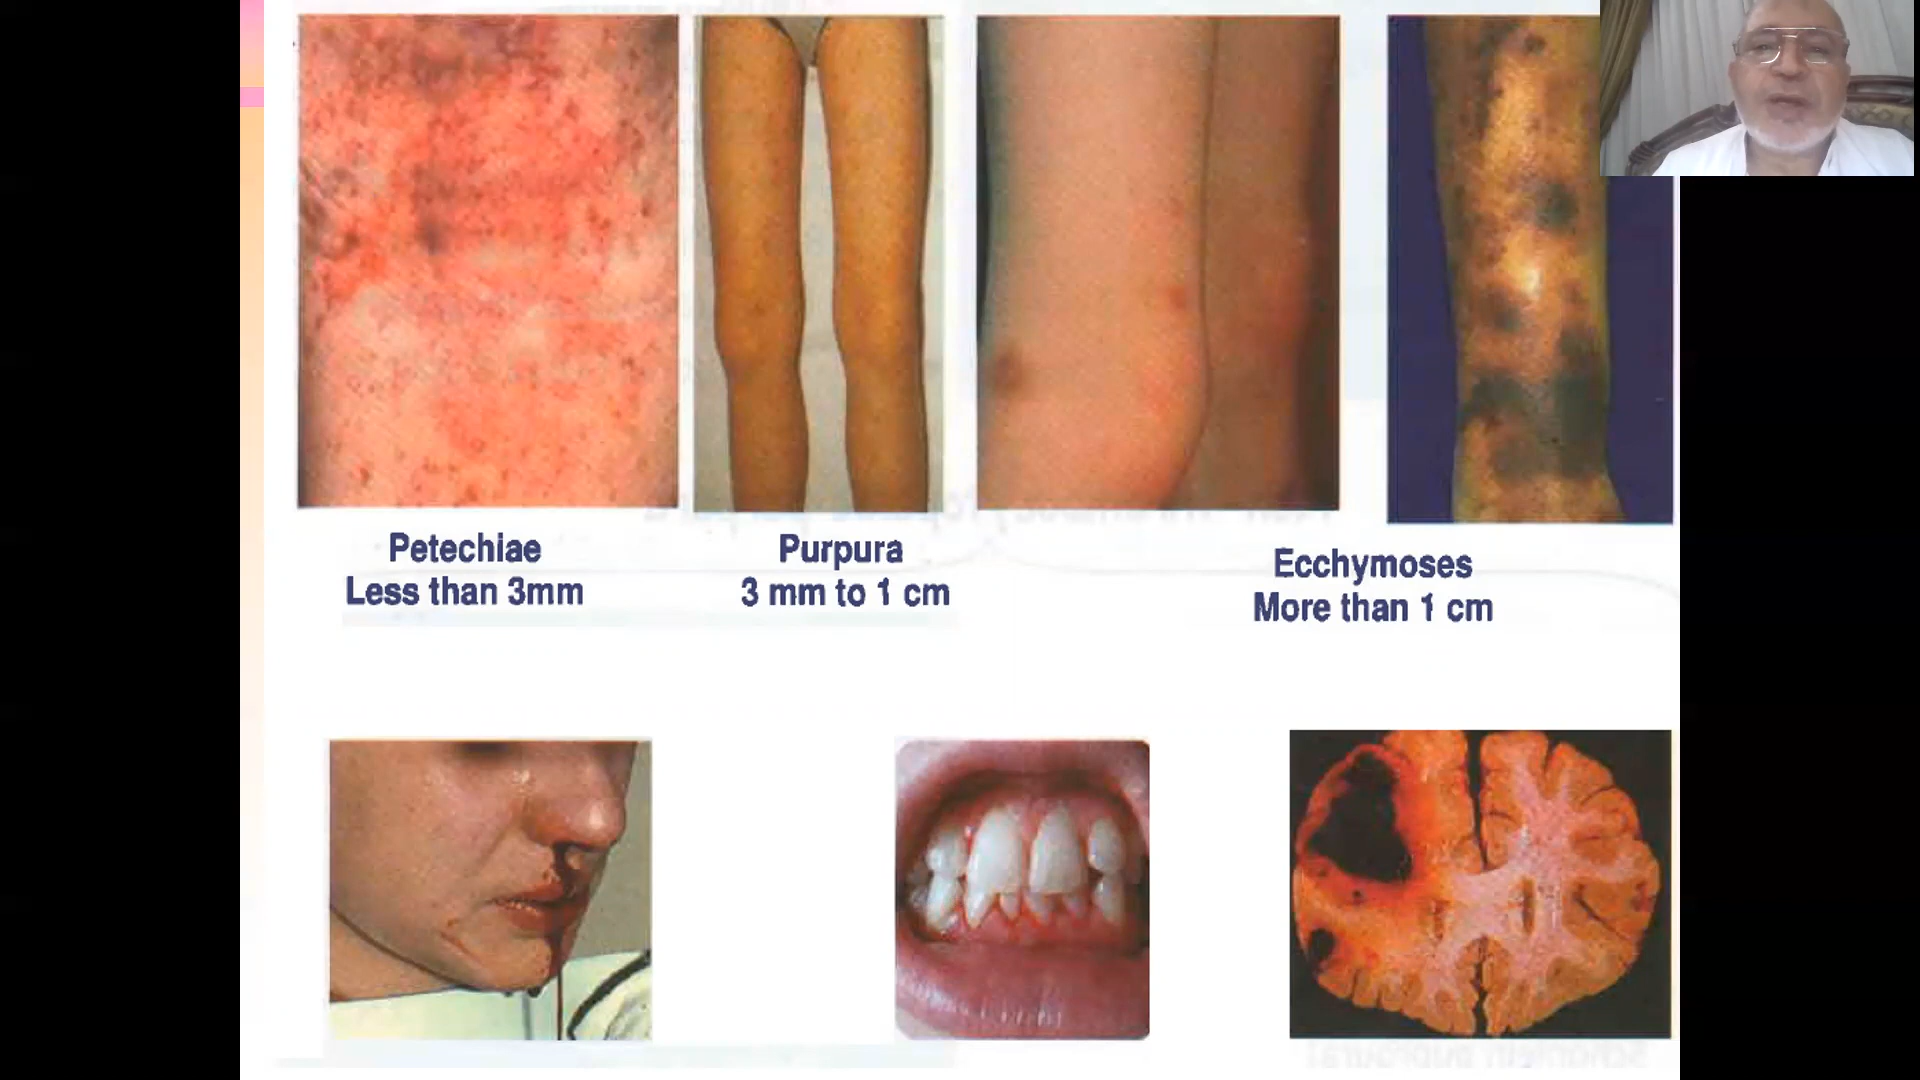 Petechiae
Less than 3mm
Purpura
3 mm to 1 cm
Ecchymoses
More than 1 cm